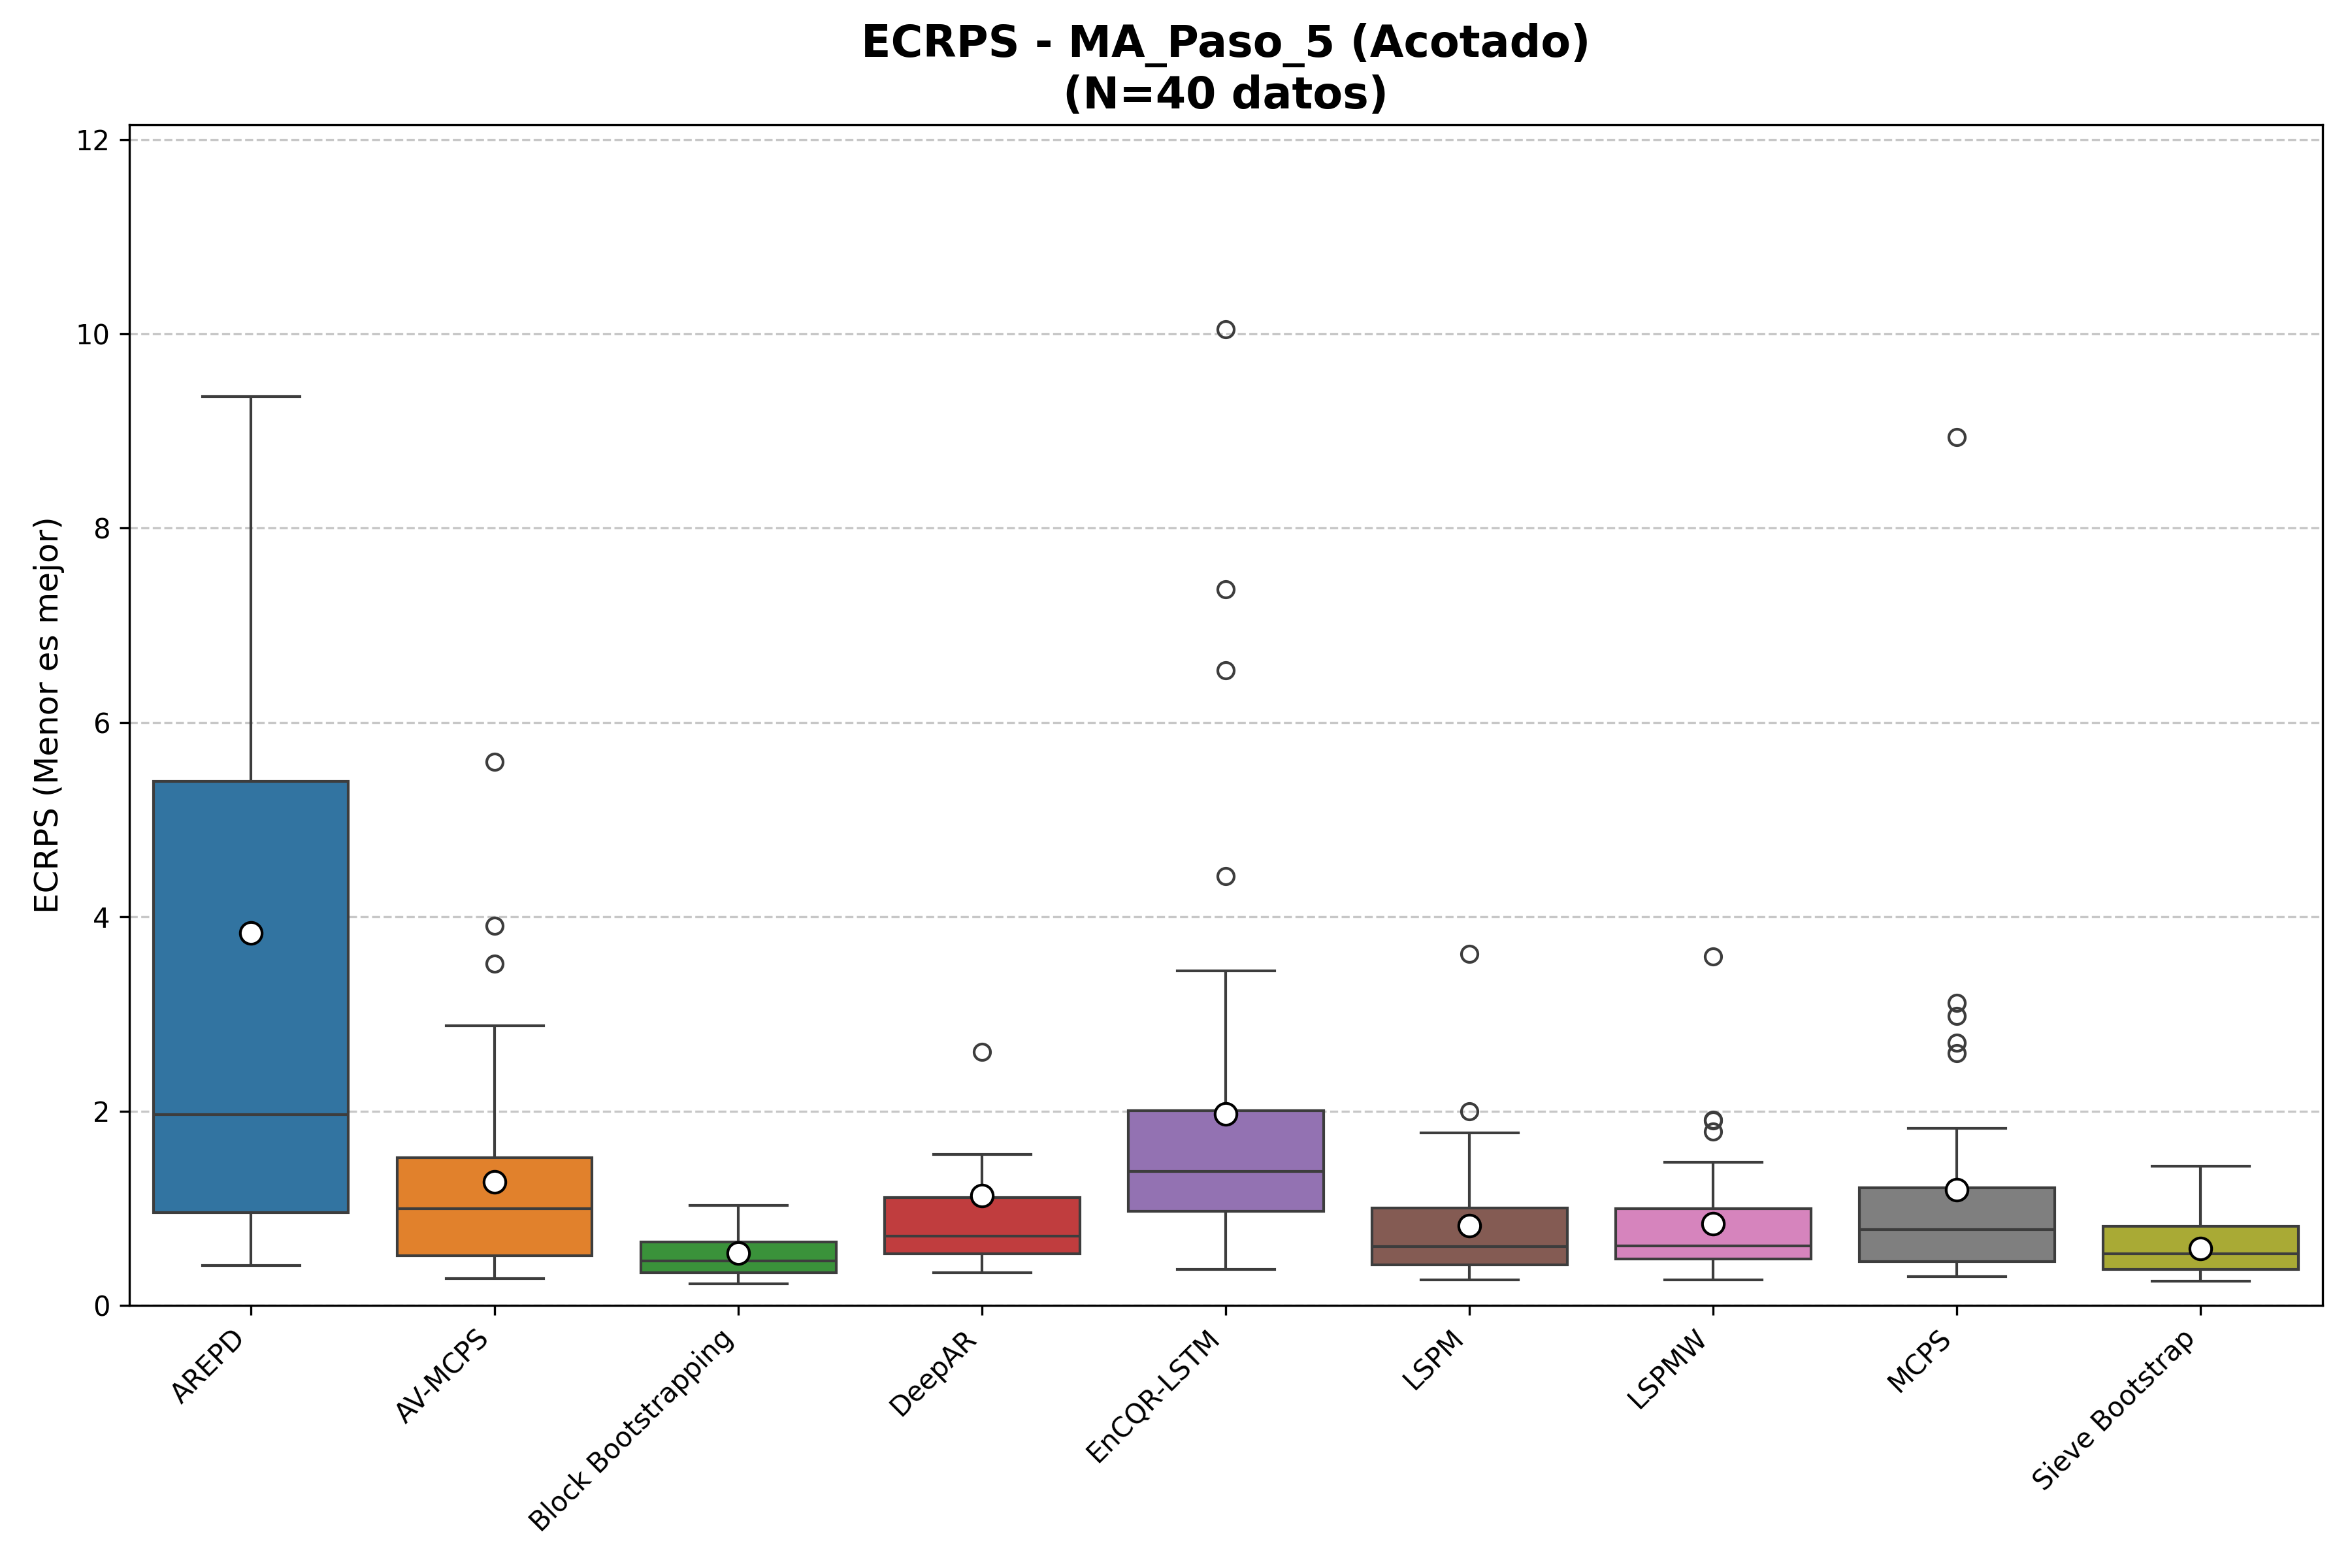 ECRPS - MA_Paso_5 (Acotado)
(N=40 datos)
ECRPS (Menor es mejor)
12
10
8
6
4
2
0
AREPD
AV-MCPS
Block Bootstrapping
DeepAR
EnCQR-LSTM
LSPM
LSPMW
MCPS
Sieve Bootstrap